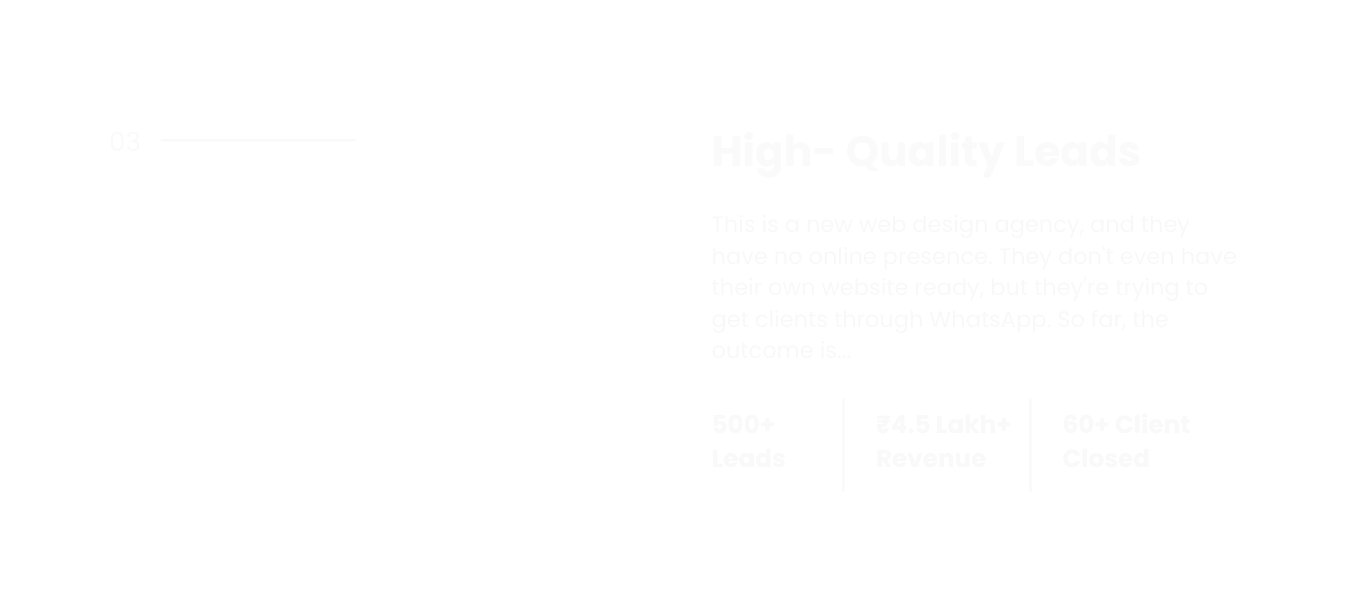 03
High- Quality Leads
This is a new web design agency, and they
have no online presence. They don't even have
their own website ready, but they're trying to
get clients through WhatsApp. So far, the
outcome is...
500+
Leads
₹4.5 Lakh+
Revenue
60+ Client
Closed